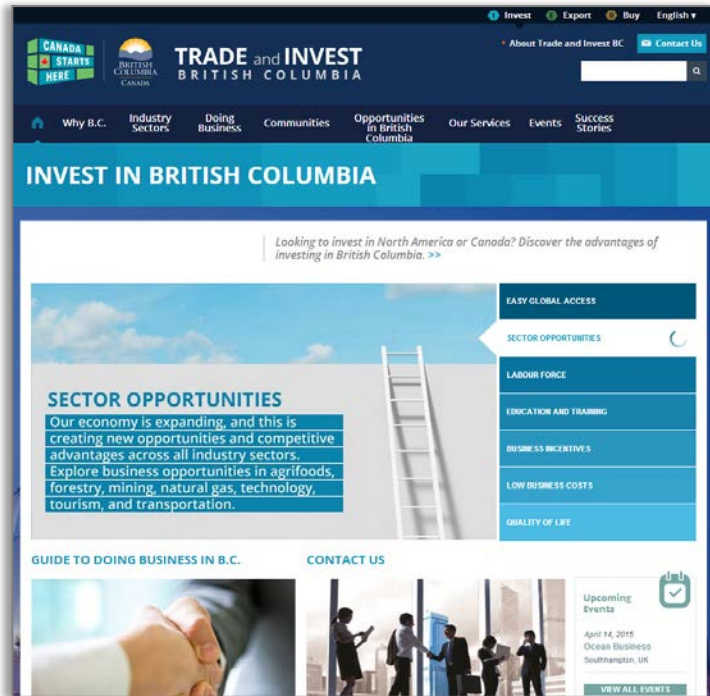 Invest Export Buy English ▾
CANADA
STARTS
HERE
BRITISH
COLUMBIA
CANADA
TRADE and INVEST
BRITISH COLUMBIA
• About Trade and Invest BC
Contact Us
Why B.C.
Industry
Sectors
Doing
Business
Communities
Opportunities
in British
Columbia
Our Services
Events
Success
Stories
INVEST IN BRITISH COLUMBIA
Looking to invest in North America or Canada? Discover the advantages of
investing in British Columbia. >>
SECTOR OPPORTUNITIES
Our economy is expanding, and this is
creating new opportunities and competitive
advantages across all industry sectors.
Explore business opportunities in agrifoods,
forestry, mining, natural gas, technology,
tourism, and transportation.
EASY GLOBAL ACCESS
SECTOR OPPORTUNITIES
LABOUR FORCE
EDUCATION AND TRAINING
BUSINESS INCENTIVES
LOW BUSINESS COSTS
QUALITY OF LIFE
GUIDE TO DOING BUSINESS IN B.C.
CONTACT US
Upcoming
Events
April 14, 2015
Ocean Business
Southhampton, UK
VIEW ALL EVENTS